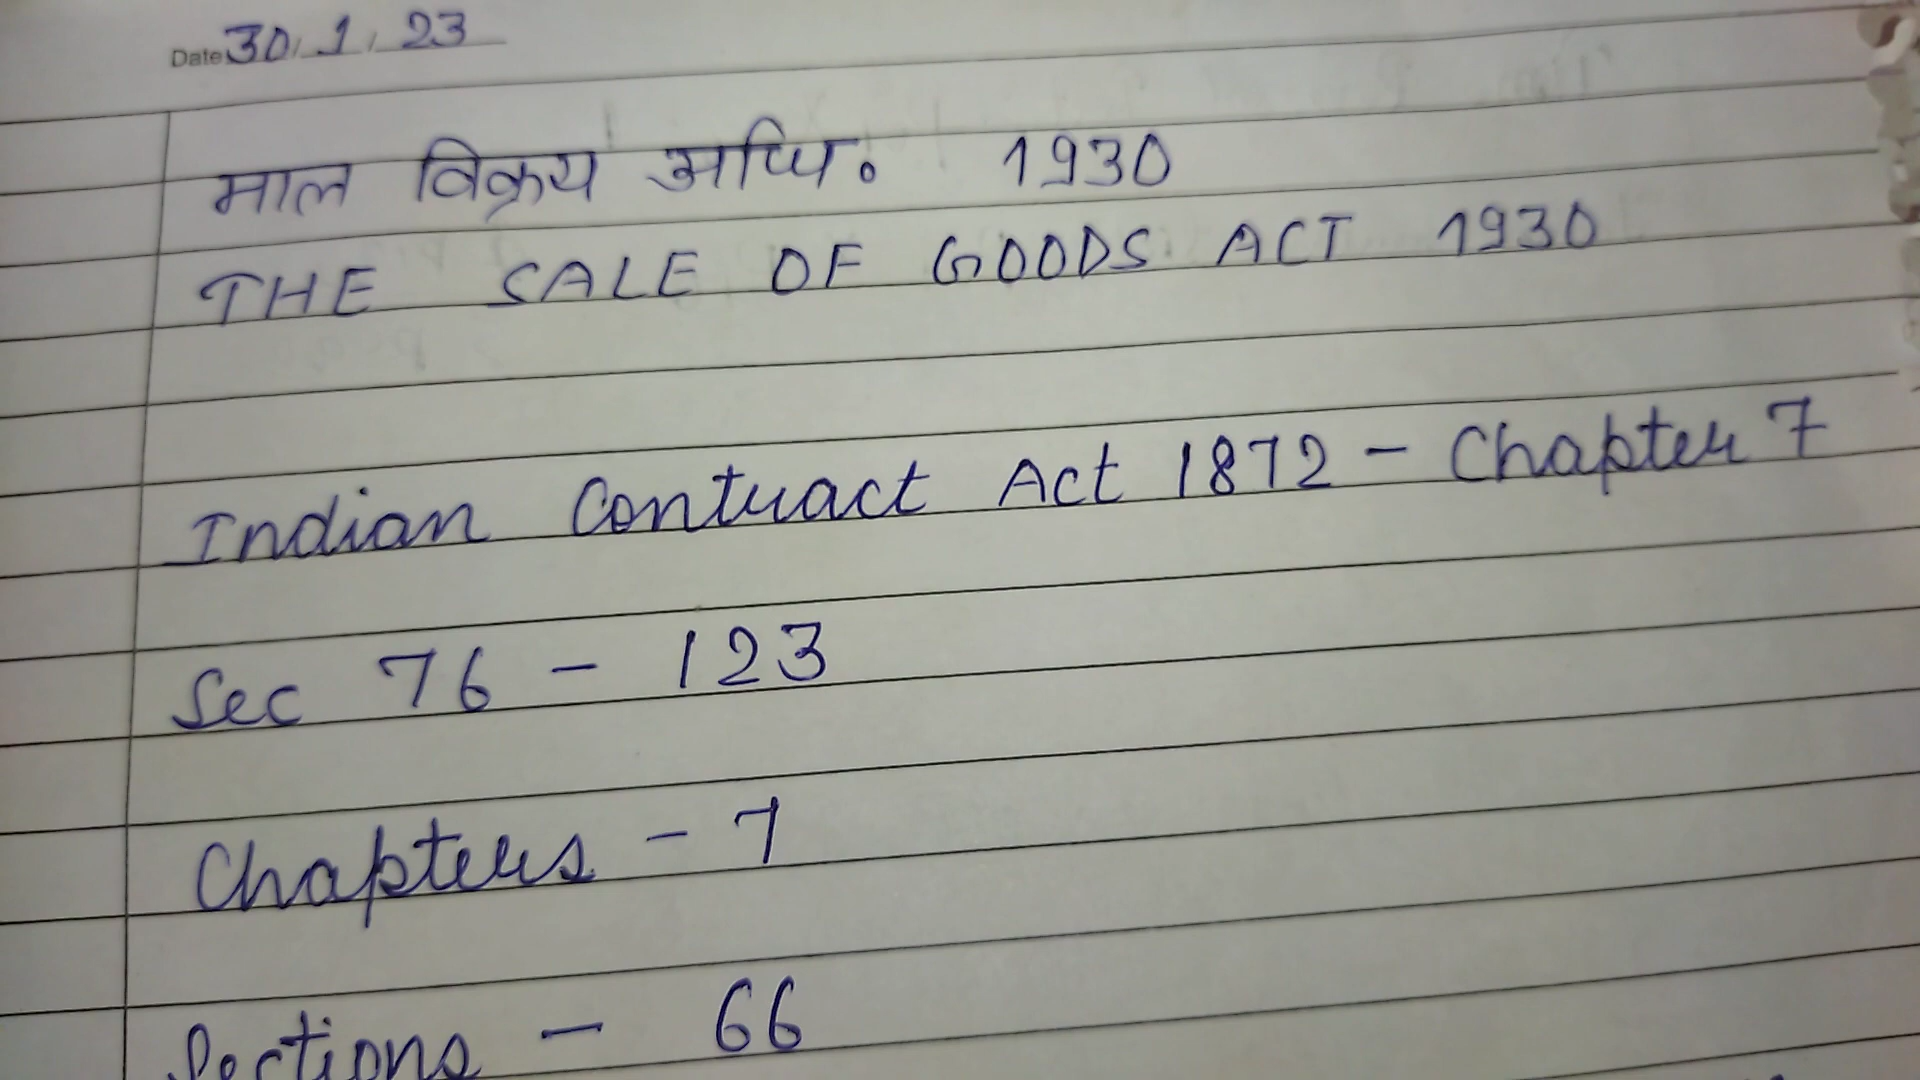 Date 30/1/23
माल विक्रय अधि० 1930
THE SALE OF GOODS ACT 1930
Indian Contract Act 1872 - Chapter 7
Sec 76 - 123
Chapters - 7
Sections - 66